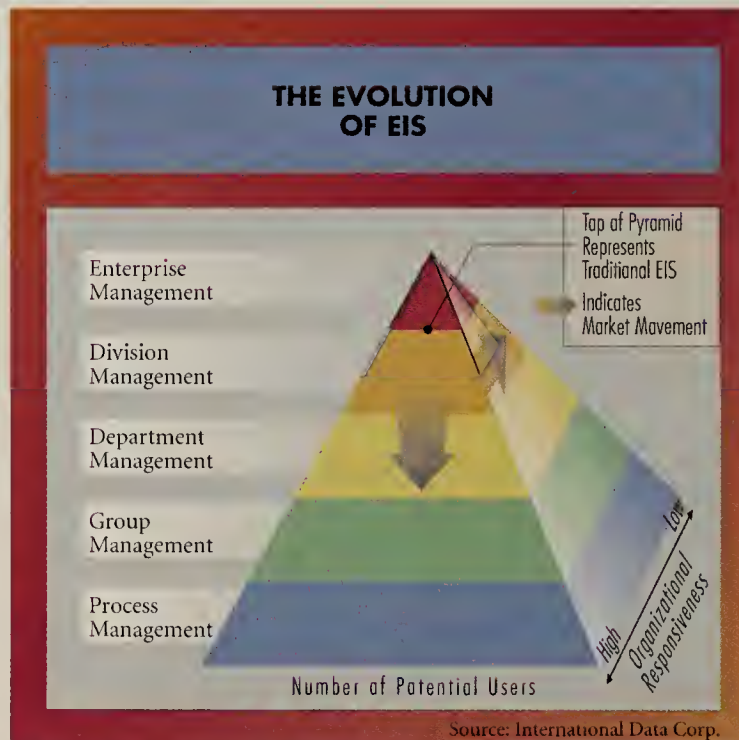 THE EVOLUTION
OF EIS
Top of Pyramid
Represents
Traditional EIS
Indicates
Market Movement
Enterprise
Management
Division
Management
Department
Management
Group
Management
Process
Management
Low
High
Organizational
Responsiveness
Number of Potential Users
Source: International Data Corp.